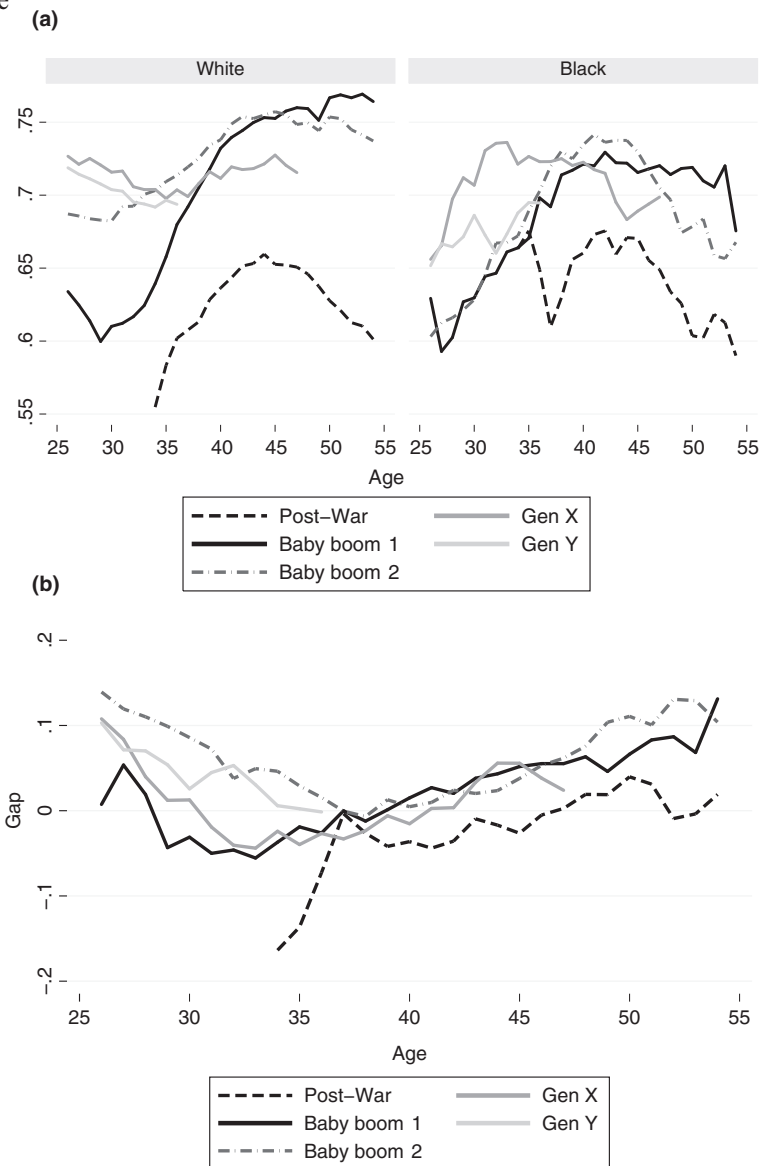 e
(a)
White Black
.75
.7
.65
.6
.55
25 30 35 40 45 50 55 25 30 35 40 45 50 55
Age
Post–War Gen X
Baby boom 1 Gen Y
Baby boom 2
(b)
.2
.1
0
Gap
–.1
–.2
25 30 35 40 45 50 55
Age
Post–War Gen X
Baby boom 1 Gen Y
Baby boom 2